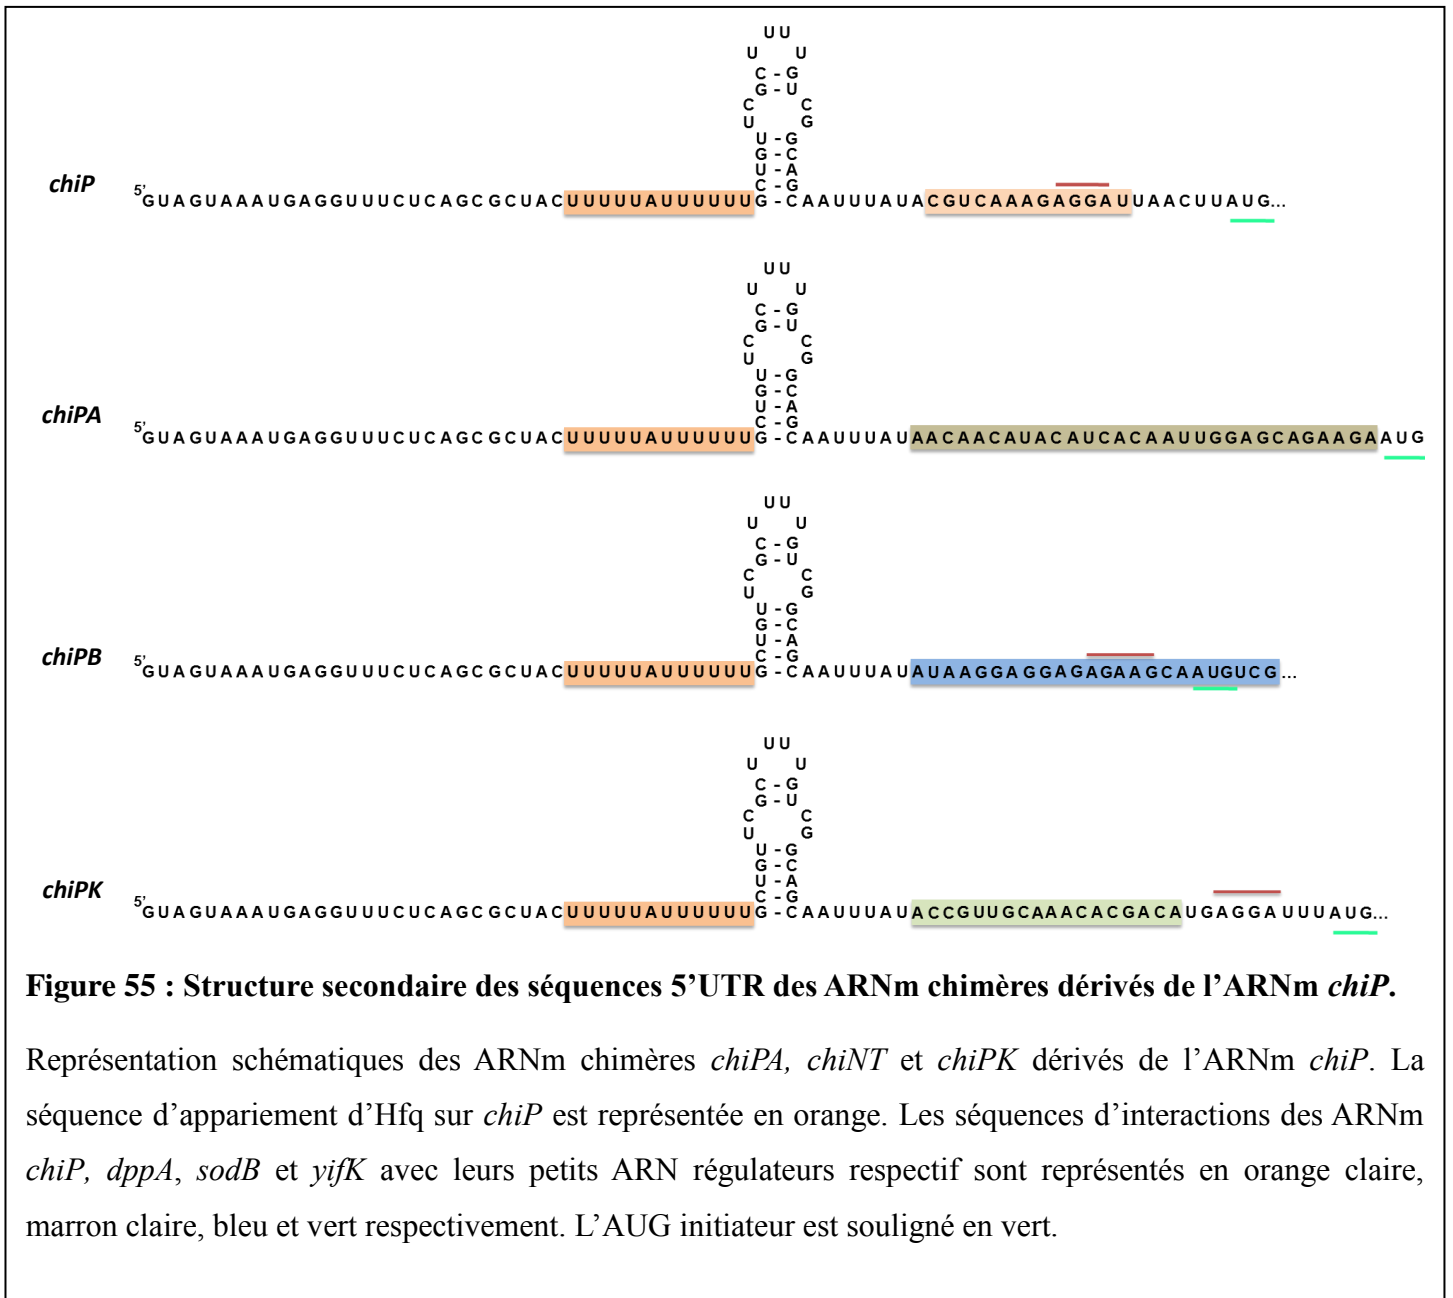 UU
U U
C - G
G - U
C C
U G
U - G
G - C
U - A
C - G
chiP 5' GUAGUAAAUGAGGUUUCUCAGCGCUACUUUUUAUUUUUUG - CAAUUUAUACGUCAAAGAGGAUUAACUUAUG...
UU
U U
C - G
G - U
C C
U G
U - G
G - C
U - A
C - G
chiPA 5' GUAGUAAAUGAGGUUUCUCAGCGCUACUUUUUAUUUUUUG - CAAUUUAUAACAACAUACAUCACAAUUGGAGCAGAAGAAUG
UU
U U
C - G
G - U
C C
U G
U - G
G - C
U - A
C - G
chiPB 5' GUAGUAAAUGAGGUUUCUCAGCGCUACUUUUUAUUUUUUG - CAAUUUAUAUAAGGAGGAGAGAAGCAAUGUCG...
UU
U U
C - G
G - U
C C
U G
U - G
G - C
U - A
C - G
chiPK 5' GUAGUAAAUGAGGUUUCUCAGCGCUACUUUUUAUUUUUUG - CAAUUUAUACCGUUGCAAACACGACAUGAGGAUUUAUG...
Figure 55 : Structure secondaire des séquences 5’UTR des ARNm chimères dérivés de l’ARNm chiP.
Représentation schématiques des ARNm chimères chiPA, chiNT et chiPK dérivés de l’ARNm chiP. La
séquence d’appariement d’Hfq sur chiP est représentée en orange. Les séquences d’interactions des ARNm
chiP, dppA, sodB et yifK avec leurs petits ARN régulateurs respectif sont représentés en orange claire,
marron claire, bleu et vert respectivement. L’AUG initiateur est souligné en vert.